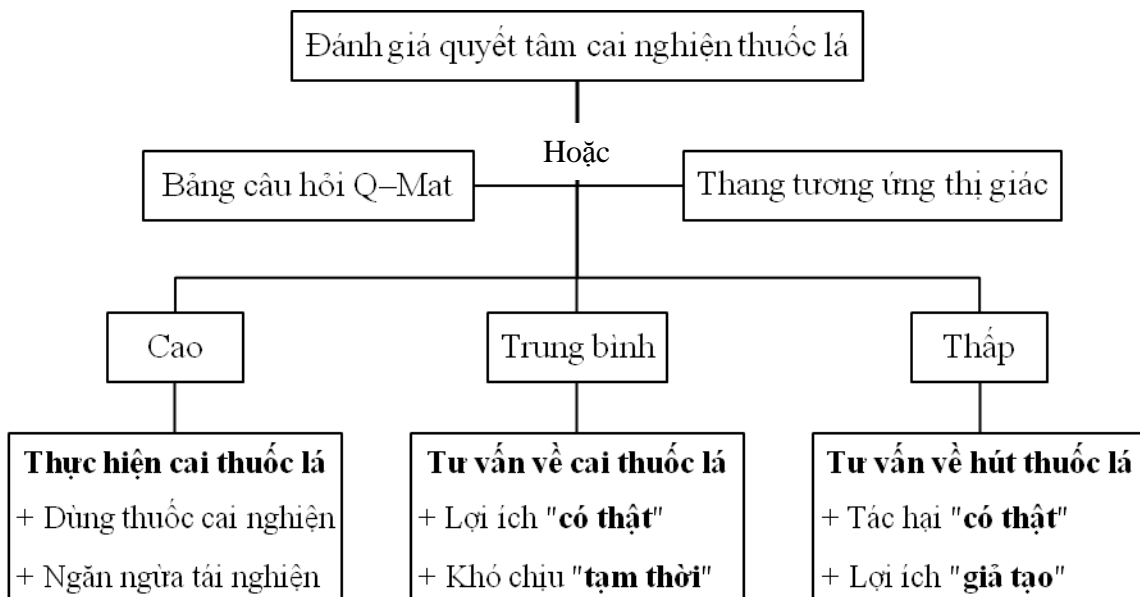 Đánh giá quyết tâm cai nghiện thuốc lá
Hoặc
Bảng câu hỏi Q–Mat
Thang tương ứng thị giác
Cao
Trung bình
Thấp
Thực hiện cai thuốc lá
+ Dùng thuốc cai nghiện
+ Ngăn ngừa tái nghiện
Tư vấn về cai thuốc lá
+ Lợi ích "có thật"
+ Khó chịu "tạm thời"
Tư vấn về hút thuốc lá
+ Tác hại "có thật"
+ Lợi ích "giả tạo"